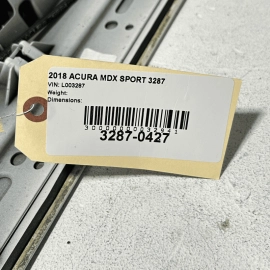 2018 ACURA MDX SPORT 3287
VIN: L003287
Weight:
Dimensions:
3287-0427